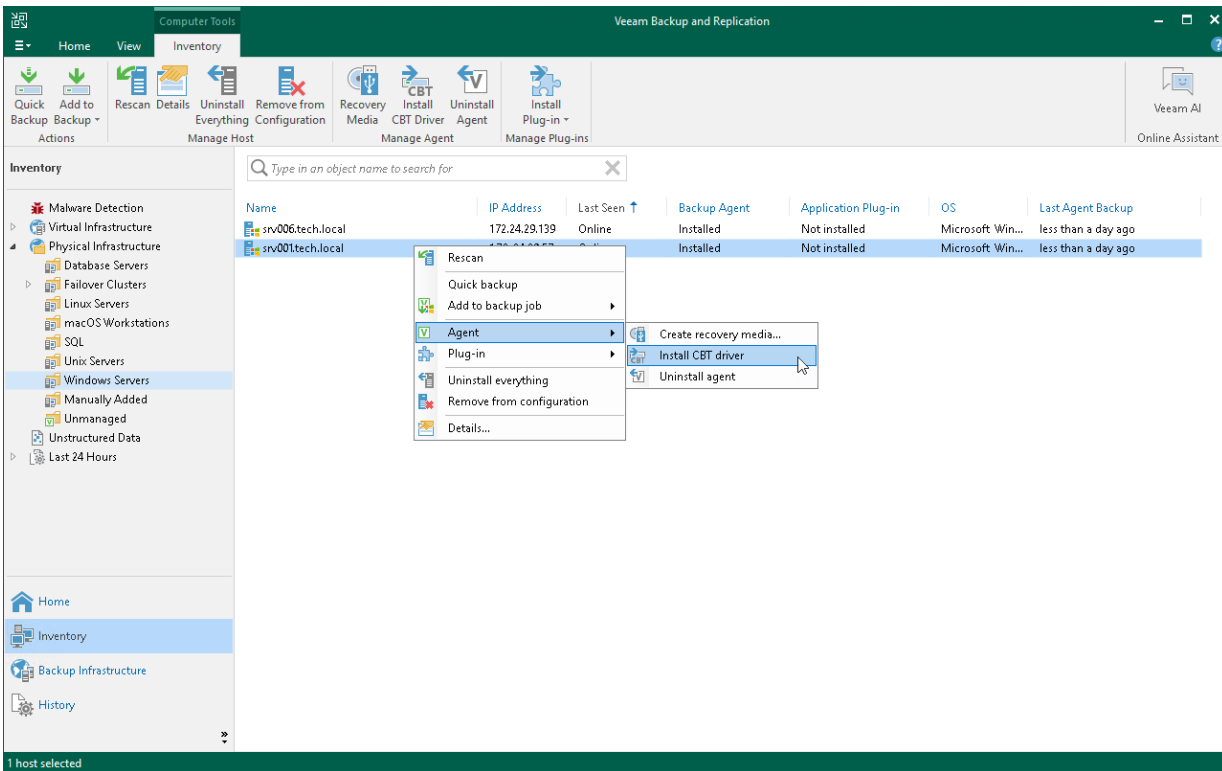 Computer Tools
Veeam Backup and Replication
Home View Inventory
Quick Backup
Add to Backup
Rescan
Details
Uninstall Everything
Remove from Configuration
Recovery Media
CBT
Install CBT Driver
Uninstall Agent
Install Plug-in
Veeam AI
Actions
Manage Host
Manage Agent
Manage Plug-ins
Online Assistant
Inventory
Type in an object name to search for
Malware Detection
Virtual Infrastructure
Physical Infrastructure
Database Servers
Failover Clusters
Linux Servers
macOS Workstations
SQL
Unix Servers
Windows Servers
Manually Added
Unmanaged
Unstructured Data
Last 24 Hours
Name IP Address Last Seen Backup Agent Application Plug-in OS Last Agent Backup
srv006.tech.local 172.24.29.139 Online Installed Not installed Microsoft Win... less than a day ago
srv001.tech.local Installed Not installed Microsoft Win... less than a day ago
Rescan
Quick backup
Add to backup job
Agent
Plug-in
Uninstall everything
Remove from configuration
Details...
Create recovery media...
Install CBT driver
Uninstall agent
Home
Inventory
Backup Infrastructure
History
1 host selected